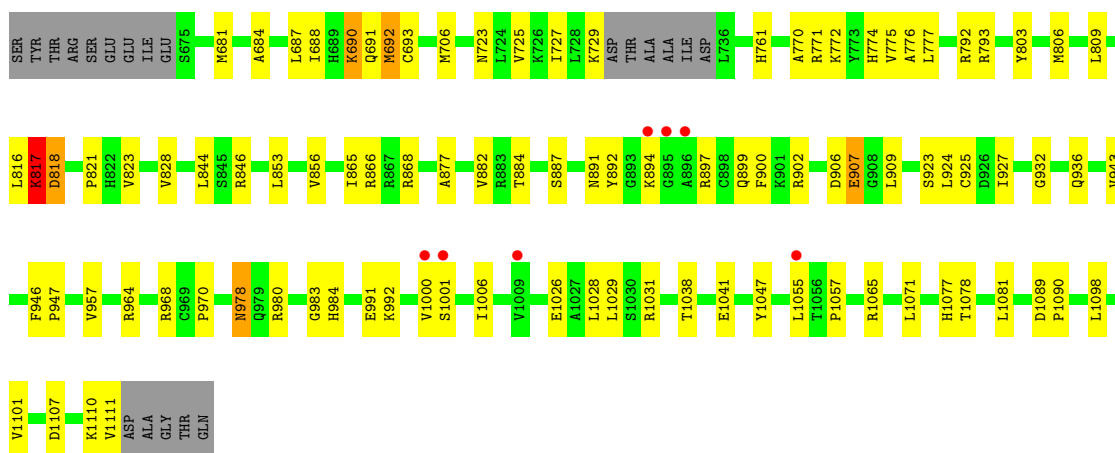 SER TYR THR ARG SER GLU GLU ILE GLU S675 M681 A684 L687 I688 H689 K690 Q691 M692 C693 M706 N723 L724 V725 K726 I727 L728 K729 ASP THR ALA ALA ILE ASP L736 H761 A770 R771 K772 Y773 H774 V775 A776 L777 R792 R793 Y803 M806 L809
L816 K817 D818 P821 H822 V823 V828 L844 S845 R846 L853 V856 I865 R866 R867 R868 A877 V882 R883 T884 S887 N891 Y892 G893 K894 G895 A896 R897 C898 Q899 F900 K901 R902 D906 E907 G908 L909 S923 L924 C925 D926 I927 G932 Q936
F946 P947 V957 R964 R968 C969 P970 N978 Q979 R980 G983 H984 E991 K992 V1000 S1001 I1006 V1009 E1026 A1027 L1028 L1029 S1030 R1031 T1038 E1041 Y1047 L1055 T1056 P1057 R1065 L1071 H1077 T1078 L1081 D1089 P1090 L1098
V1101 D1107 K1110 V1111 ASP ALA GLY THR GLN